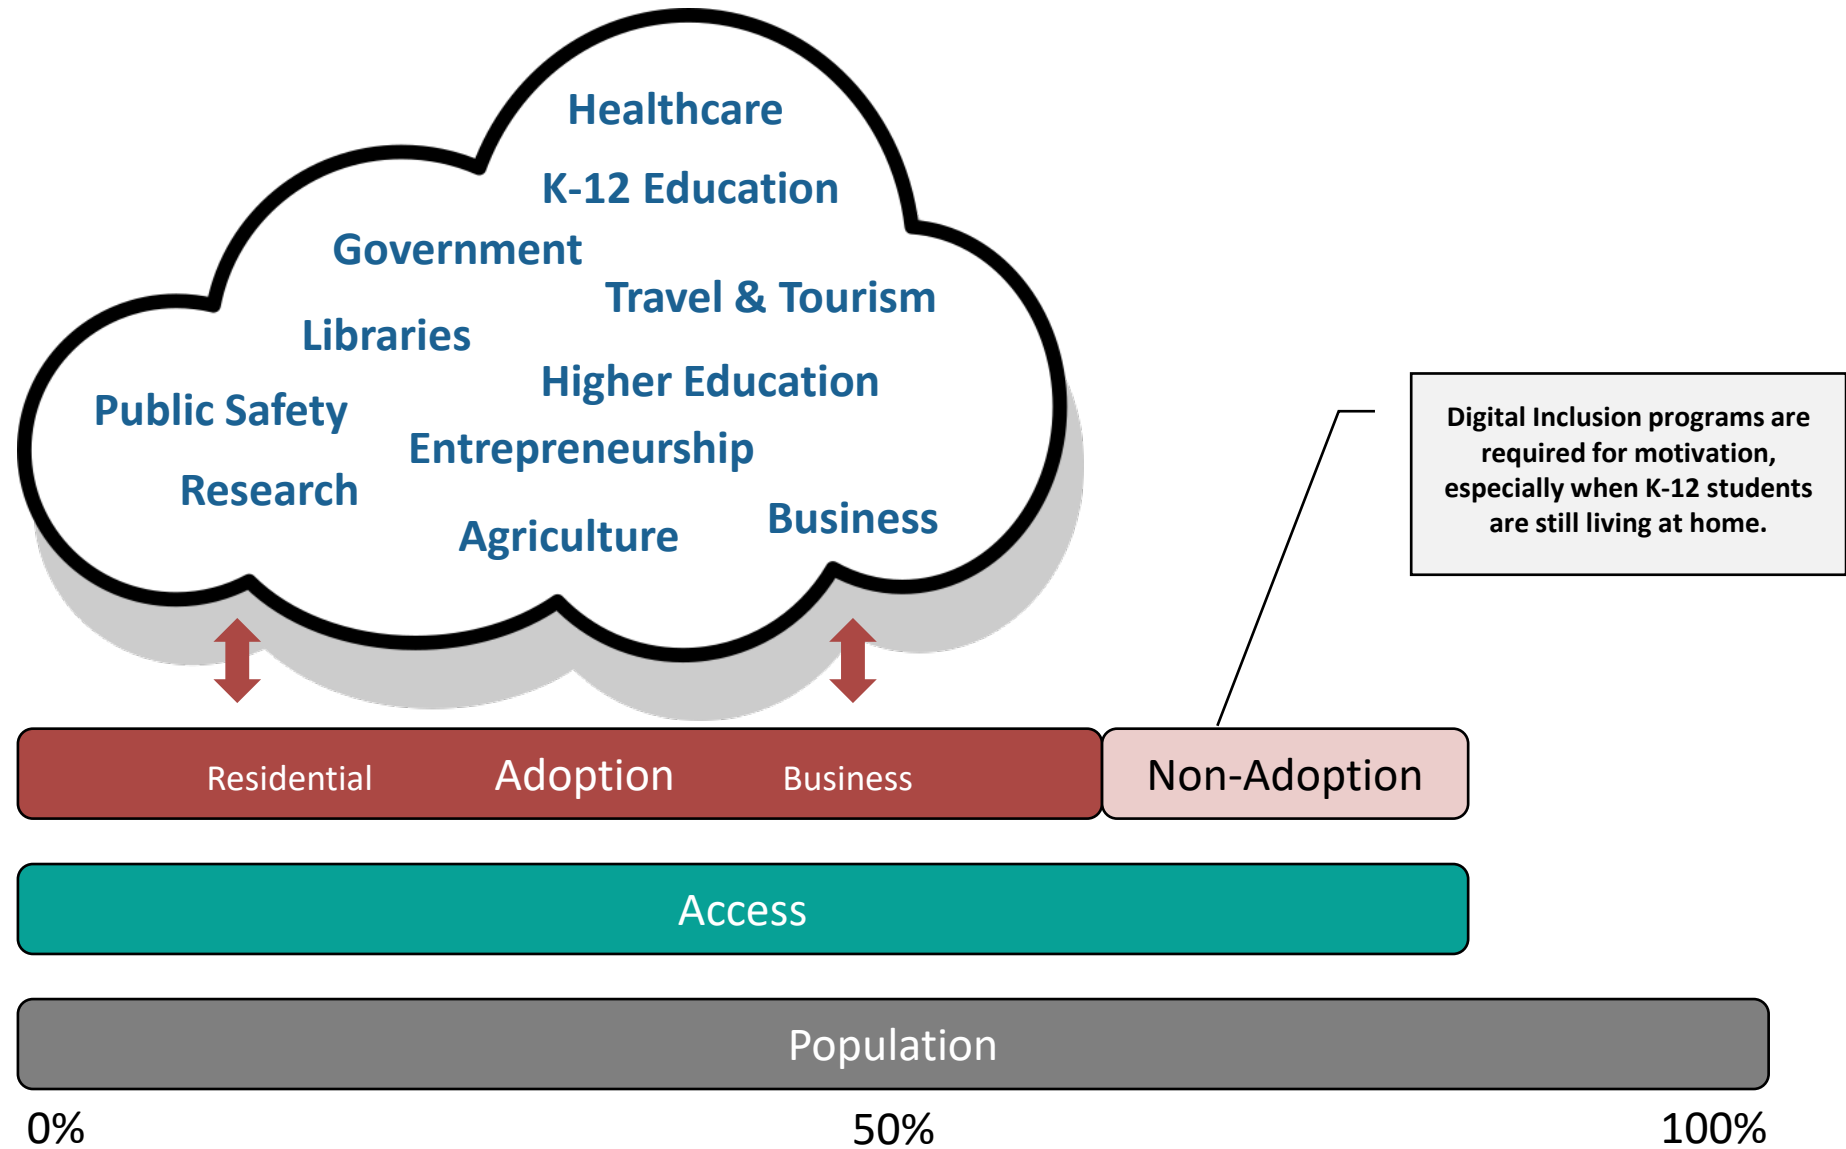 Healthcare
K-12 Education
Government
Travel & Tourism
Libraries
Higher Education
Public Safety
Entrepreneurship
Research
Business
Agriculture
Digital Inclusion programs are
required for motivation,
especially when K-12 students
are still living at home.
Residential Adoption Business
Non-Adoption
Access
Population
0% 50% 100%